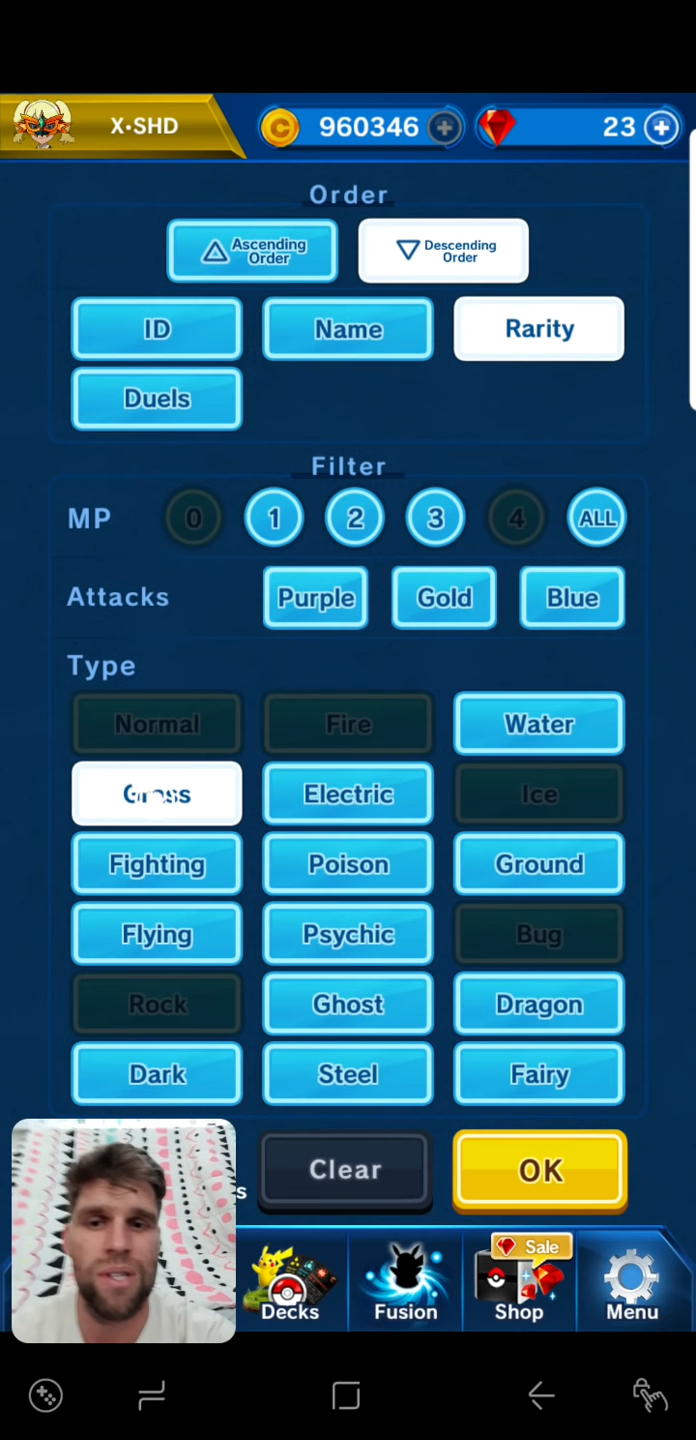 X•SHD 960346 23
Order
Ascending Order
Descending Order
ID Name Rarity
Duels
Filter
MP 0 1 2 3 4 ALL
Attacks Purple Gold Blue
Type
Normal Fire Water
Grass Electric Ice
Fighting Poison Ground
Flying Psychic Bug
Rock Ghost Dragon
Dark Steel Fairy
Clear OK
Sale
Decks Fusion Shop Menu